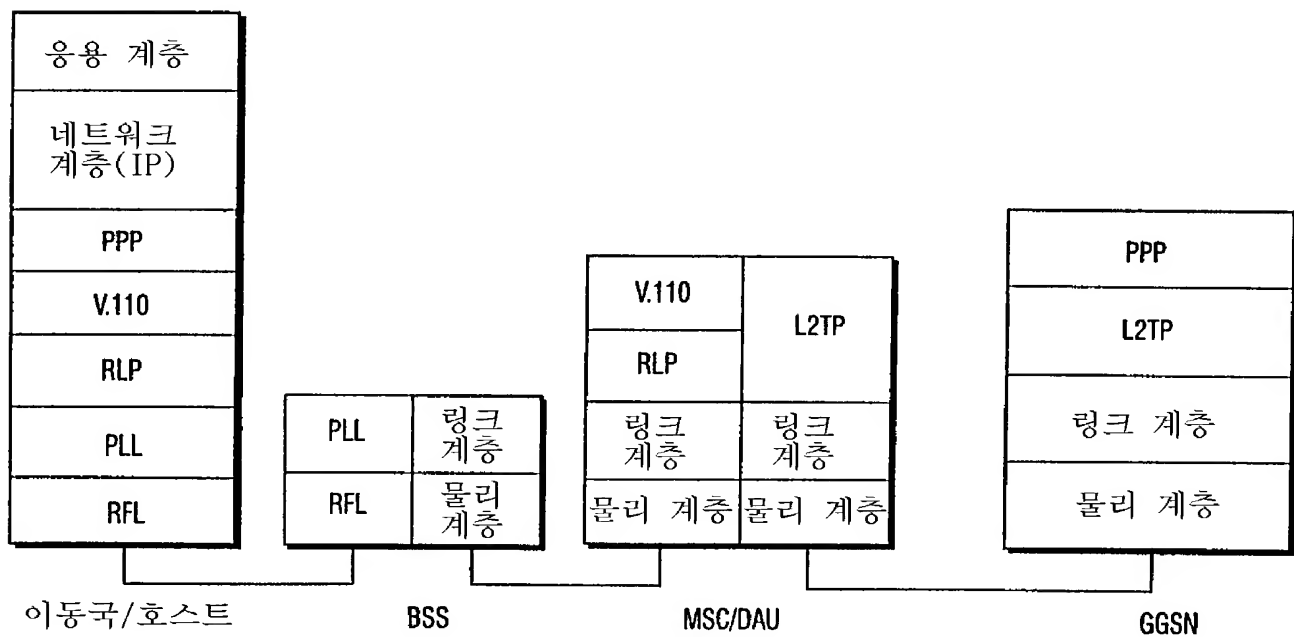 응용 계층
네트워크
계층(IP)
PPP
V.110
RLP
PLL
RFL
이동국/호스트
PLL
링크
계층
RFL
물리
계층
BSS
V.110
L2TP
RLP
링크
계층
링크
계층
물리 계층
물리 계층
MSC/DAU
PPP
L2TP
링크 계층
물리 계층
GGSN